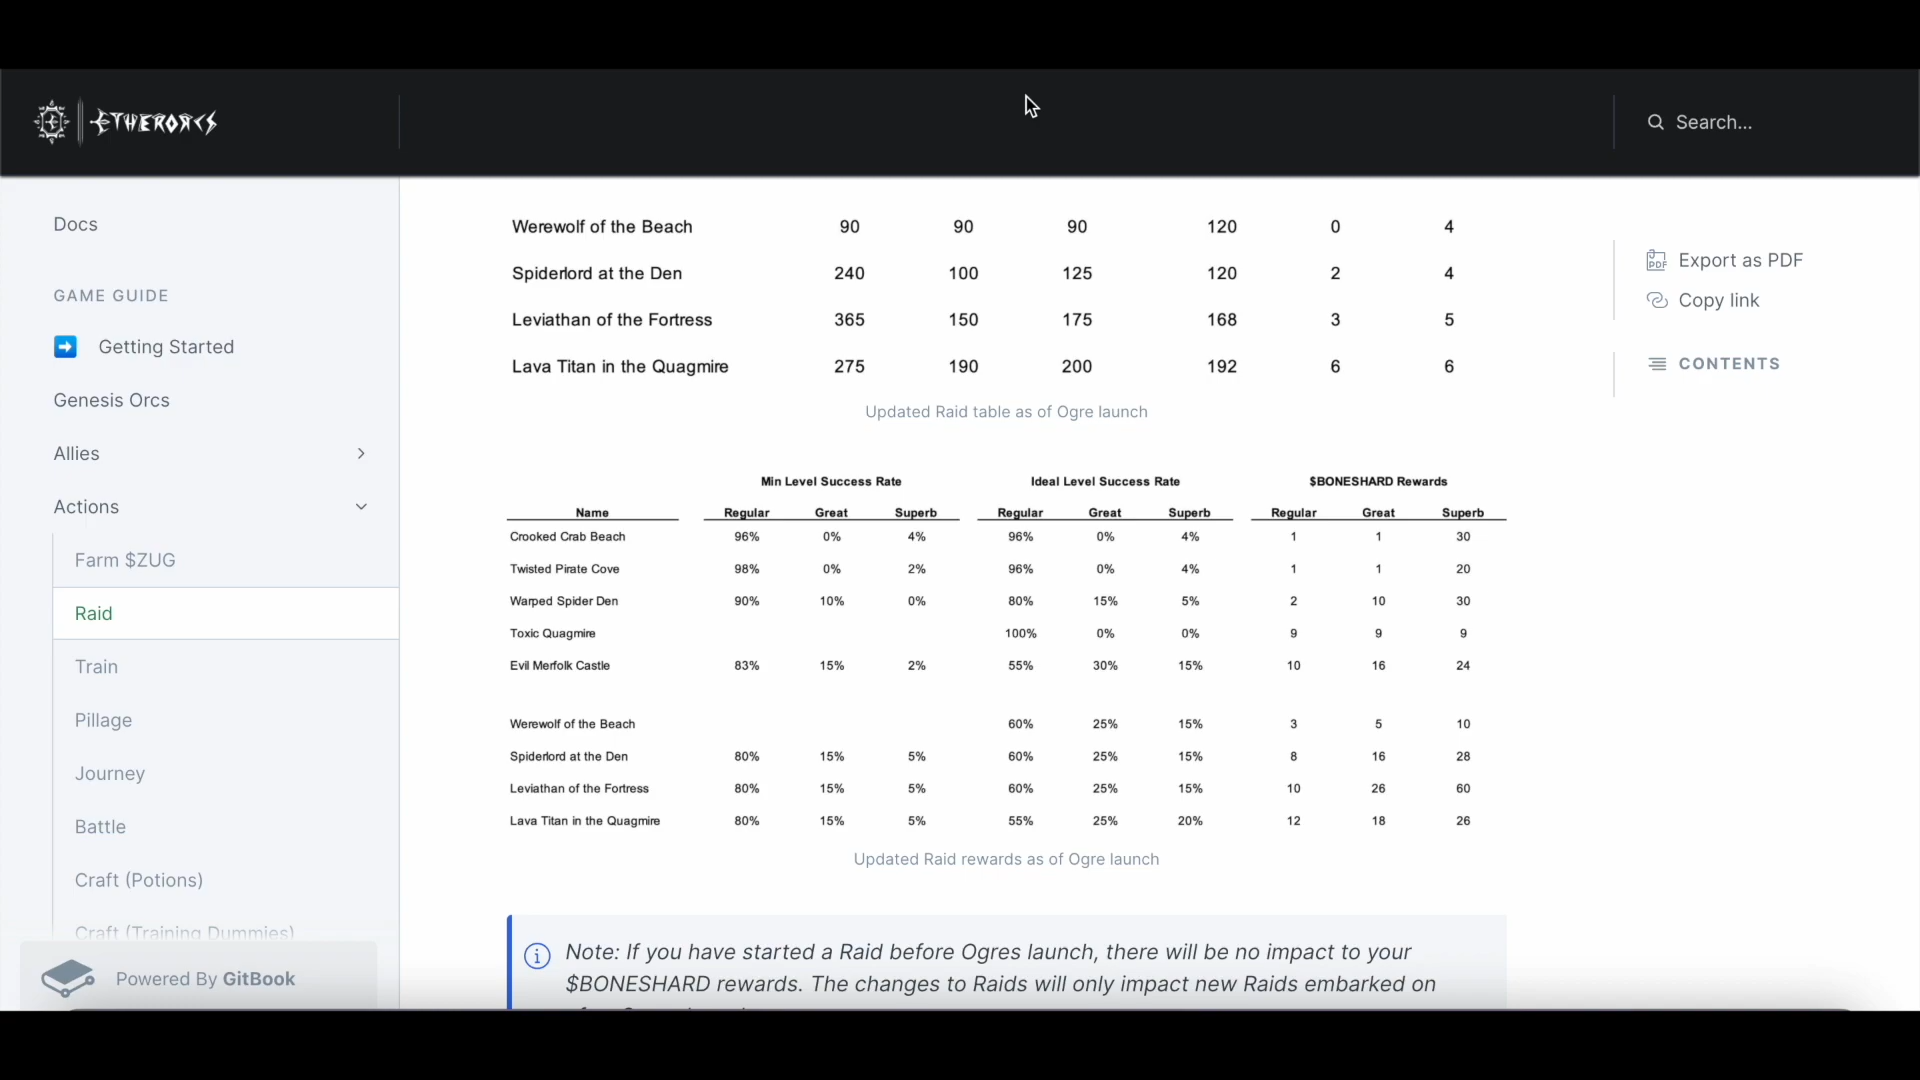 ETHERORCS
Search...
Docs
GAME GUIDE
Getting Started
Genesis Orcs
Allies
Actions
Farm $ZUG
Raid
Train
Pillage
Journey
Battle
Craft (Potions)
Craft (Training Dummies)
Powered By GitBook
Werewolf of the Beach 90 90 90 120 0 4
Spiderlord at the Den 240 100 125 120 2 4
Leviathan of the Fortress 365 150 175 168 3 5
Lava Titan in the Quagmire 275 190 200 192 6 6
Updated Raid table as of Ogre launch
Min Level Success Rate Ideal Level Success Rate $BONESHARD Rewards
Name Regular Great Superb Regular Great Superb Regular Great Superb
Crooked Crab Beach 96% 0% 4% 96% 0% 4% 1 1 30
Twisted Pirate Cove 98% 0% 2% 96% 0% 4% 1 1 20
Warped Spider Den 90% 10% 0% 80% 15% 5% 2 10 30
Toxic Quagmire 100% 0% 0% 9 9 9
Evil Merfolk Castle 83% 15% 2% 55% 30% 15% 10 16 24
Werewolf of the Beach 60% 25% 15% 3 5 10
Spiderlord at the Den 80% 15% 5% 60% 25% 15% 8 16 28
Leviathan of the Fortress 80% 15% 5% 60% 25% 15% 10 26 60
Lava Titan in the Quagmire 80% 15% 5% 55% 25% 20% 12 18 26
Updated Raid rewards as of Ogre launch
Note: If you have started a Raid before Ogres launch, there will be no impact to your
$BONESHARD rewards. The changes to Raids will only impact new Raids embarked on
Export as PDF
Copy link
CONTENTS